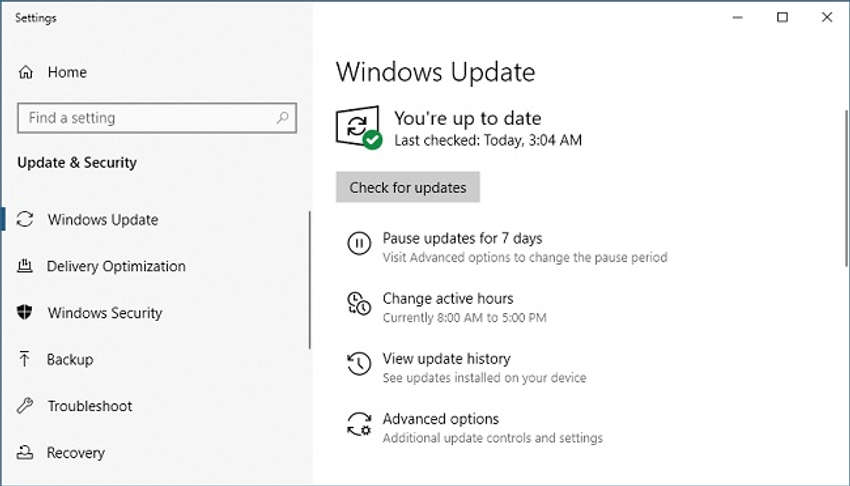 Settings
Home
Find a setting
Update & Security
Windows Update
Delivery Optimization
Windows Security
Backup
Troubleshoot
Recovery
Windows Update
You're up to date
Last checked: Today, 3:04 AM
Check for updates
Pause updates for 7 days
Visit Advanced options to change the pause period
Change active hours
Currently 8:00 AM to 5:00 PM
View update history
See updates installed on your device
Advanced options
Additional update controls and settings